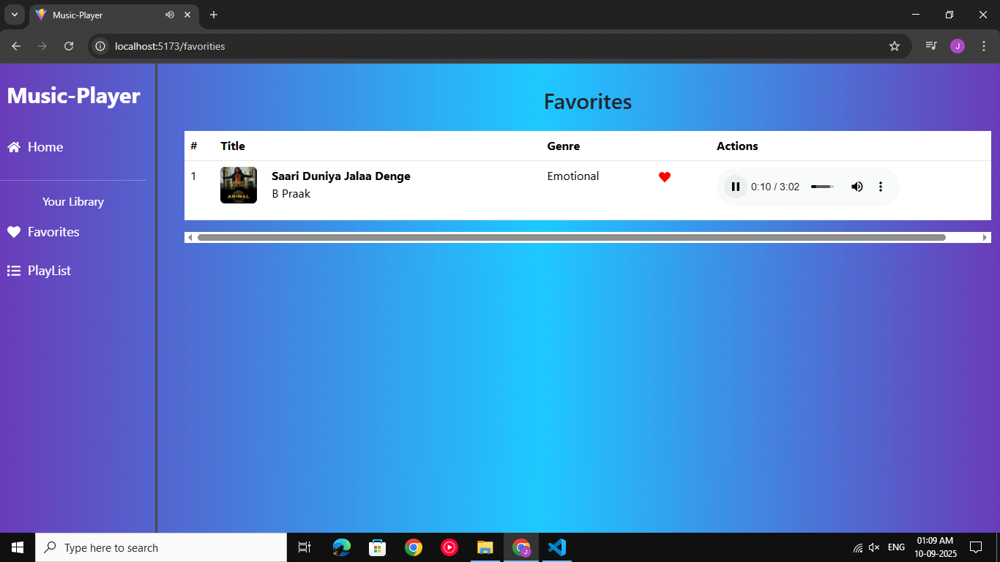 Music-Player
localhost:5173/favorities
J
Music-Player
Home
Your Library
Favorites
PlayList
Favorites
# Title Genre Actions
1 Saari Duniya Jalaa Denge Emotional 0:10 / 3:02
B Praak
ANIMAL
Type here to search
J
ENG
01:09 AM
10-09-2025